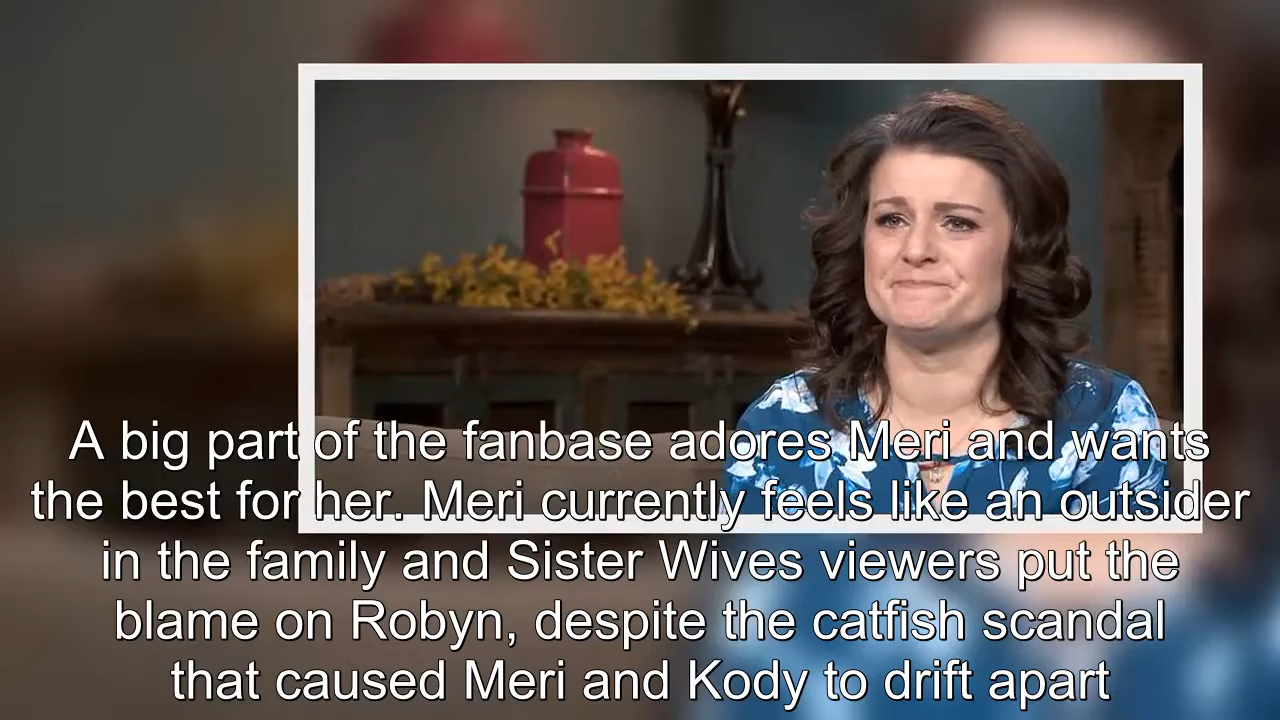 A big part of the fanbase adores Meri and wants
the best for her. Meri currently feels like an outsider
in the family and Sister Wives viewers put the
blame on Robyn, despite the catfish scandal
that caused Meri and Kody to drift apart